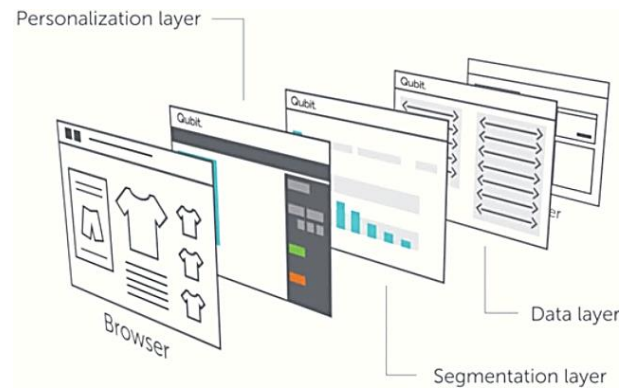 Personalization layer
Qubit.
Qubit.
Qubit.
Browser
Data layer
Segmentation layer